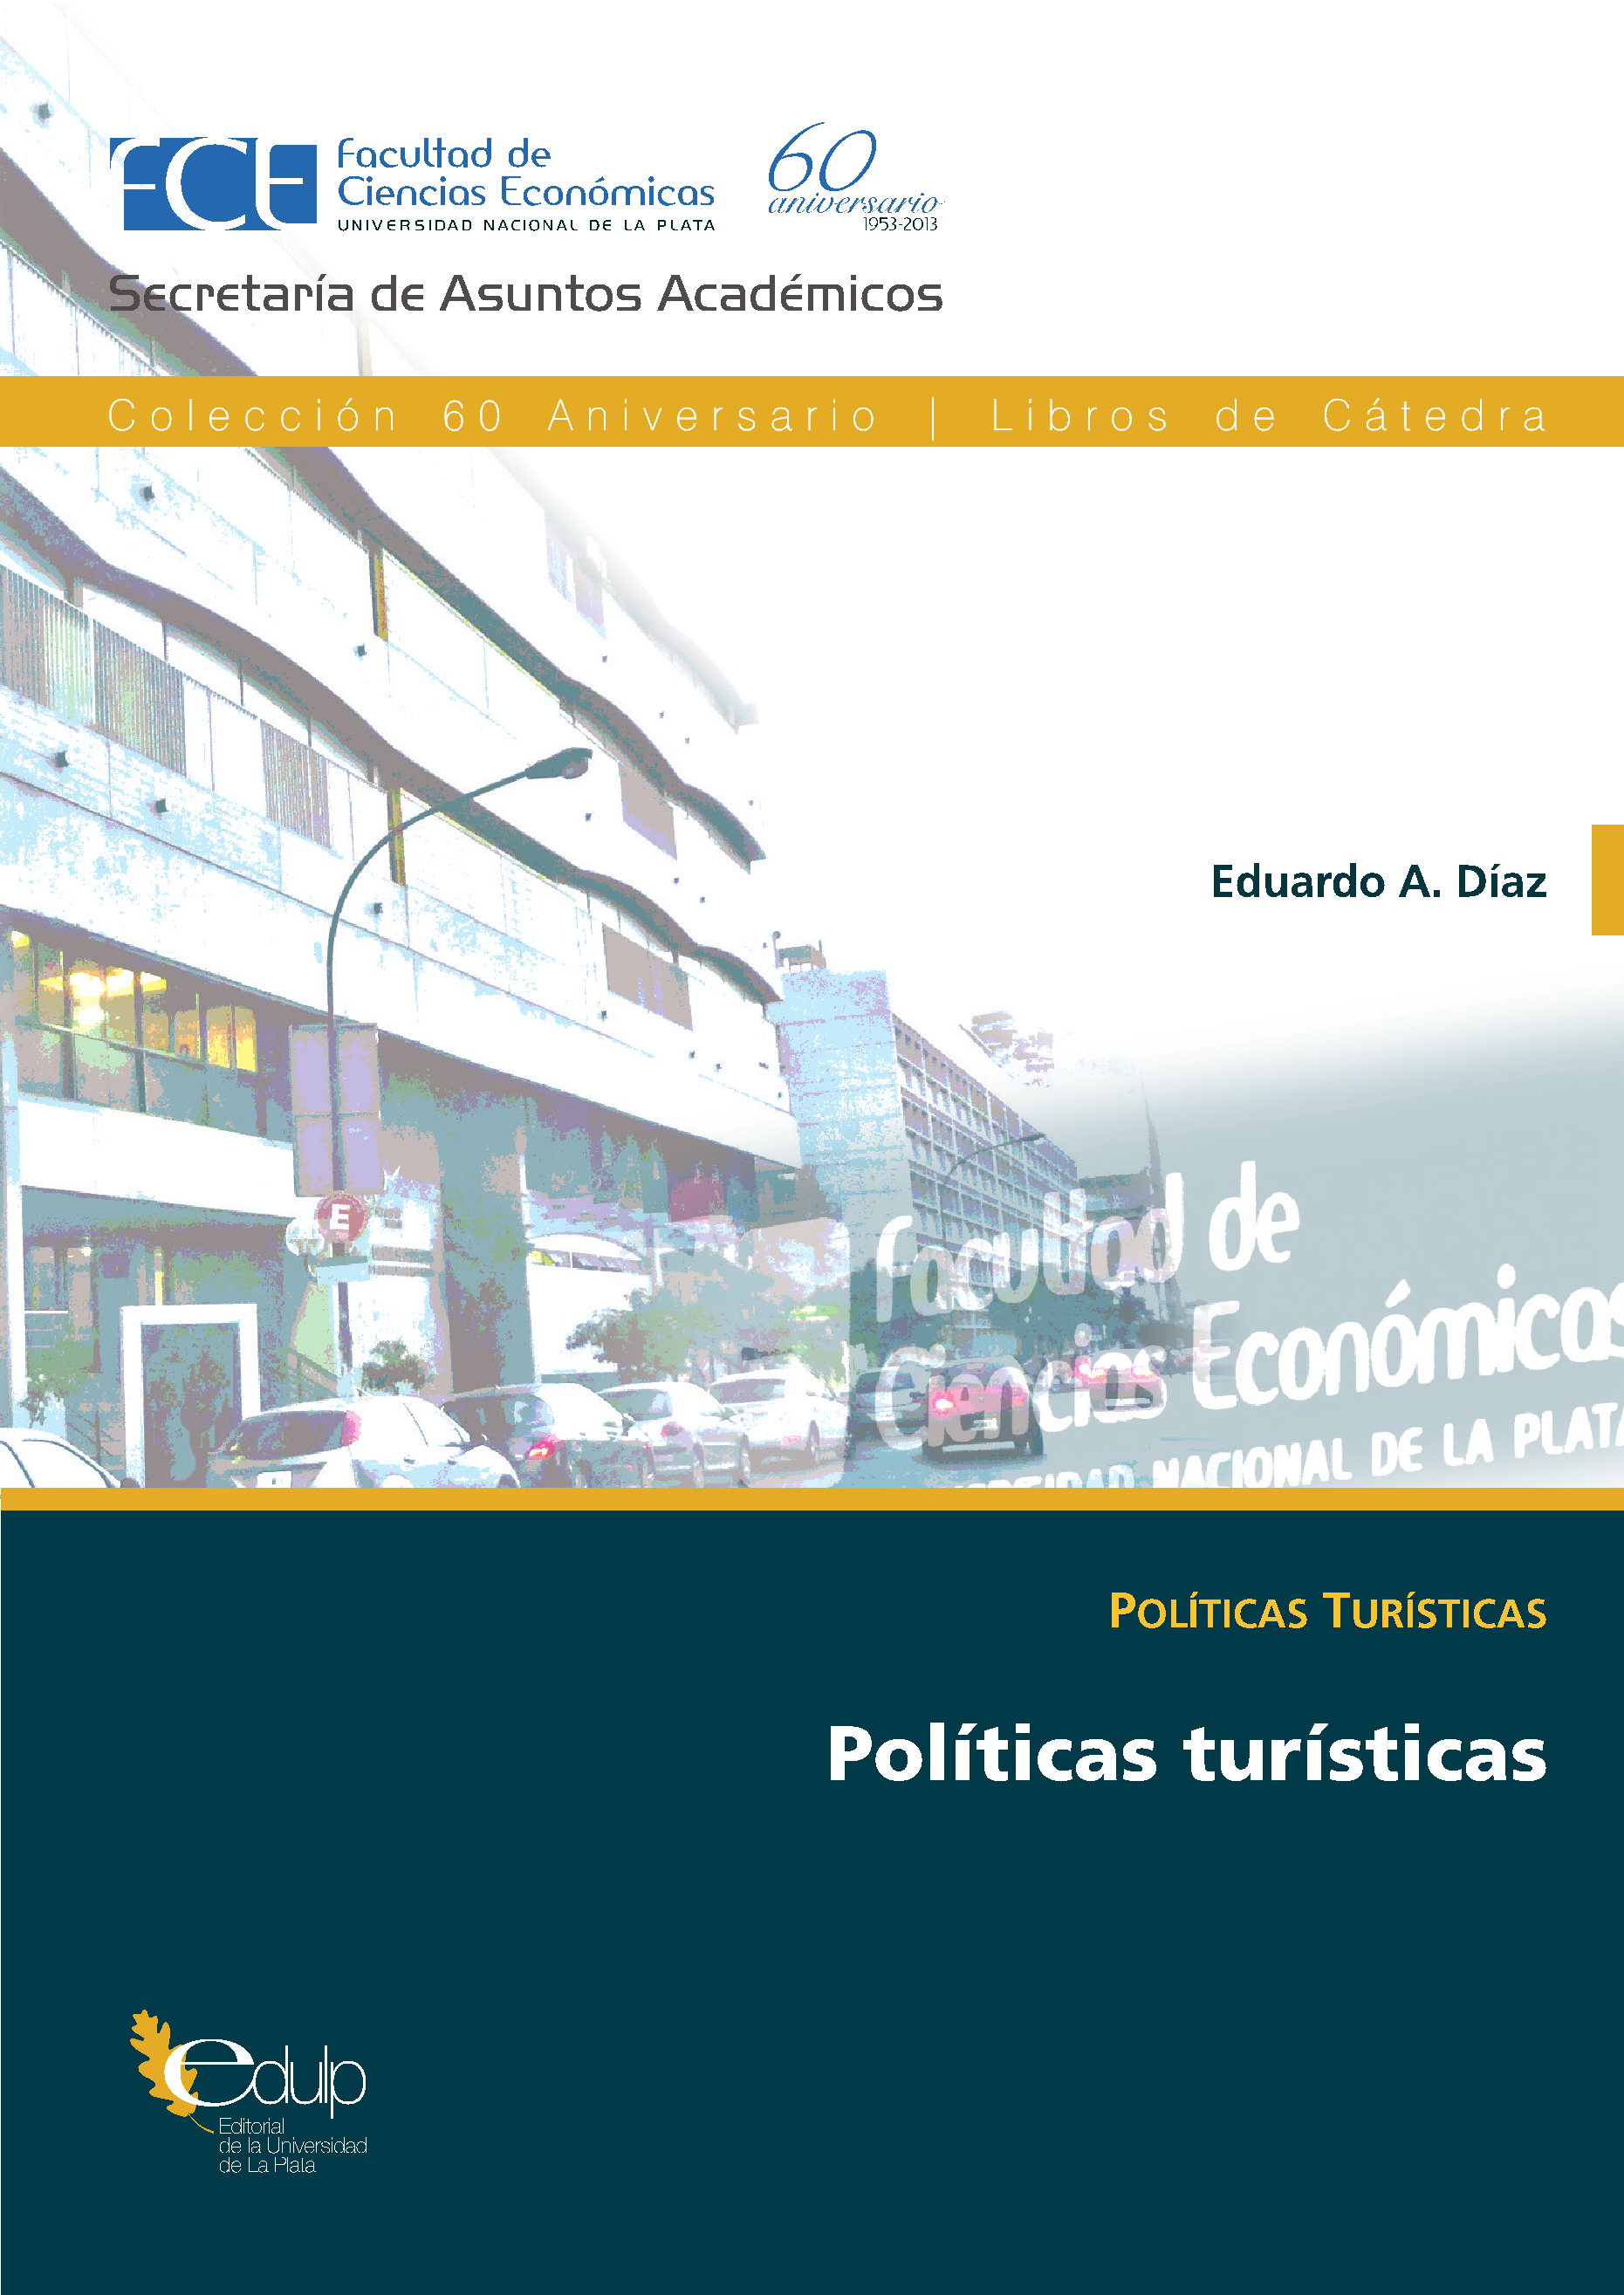 FCE
Facultad de
Ciencias Económicas
UNIVERSIDAD NACIONAL DE LA PLATA
60
aniversario
1953-2013
Secretaría de Asuntos Académicos
Colección 60 Aniversario | Libros de Cátedra
Eduardo A. Díaz
E
Facultad de
Ciencias Económicas
NACIONAL DE LA PLATA
POLÍTICAS TURÍSTICAS
Políticas turísticas
edulp
Editorial
de la Universidad
de La Plata